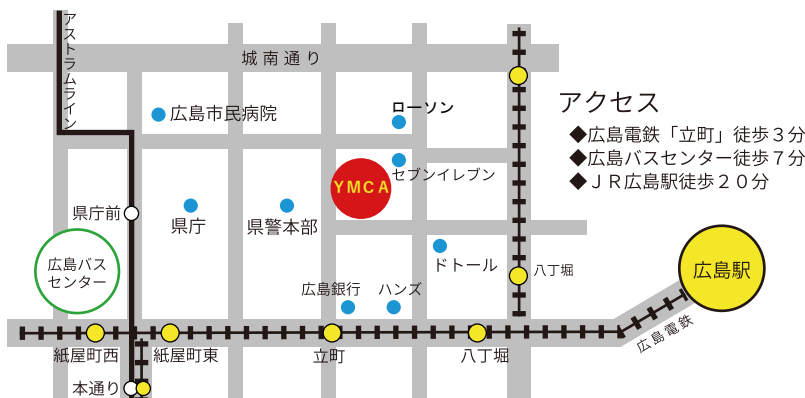 アストラムライン
城南通り
広島市民病院
ローソン
アクセス
◆広島電鉄「立町」徒歩３分
◆広島バスセンター徒歩７分
◆ＪＲ広島駅徒歩２０分
セブンイレブン
YMCA
県庁前
県庁
県警本部
ドトール
八丁堀
広島バス
センター
広島駅
広島銀行
ハンズ
広島電鉄
紙屋町西
紙屋町東
立町
八丁堀
本通り